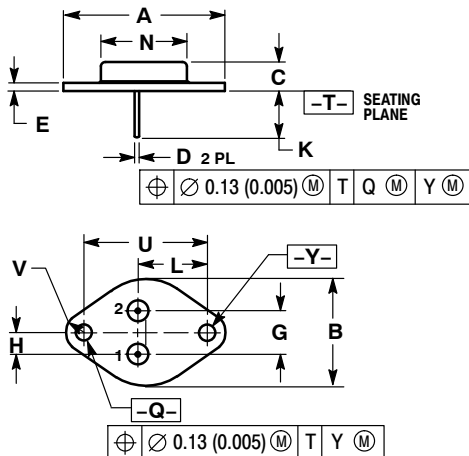 A
N
C
E
–T– SEATING PLANE
K
D 2 PL
⌖ ∅ 0.13 (0.005) Ⓜ T Q Ⓜ Y Ⓜ
U
V
L
–Y–
2
H
G
B
1
–Q–
⌖ ∅ 0.13 (0.005) Ⓜ T Y Ⓜ